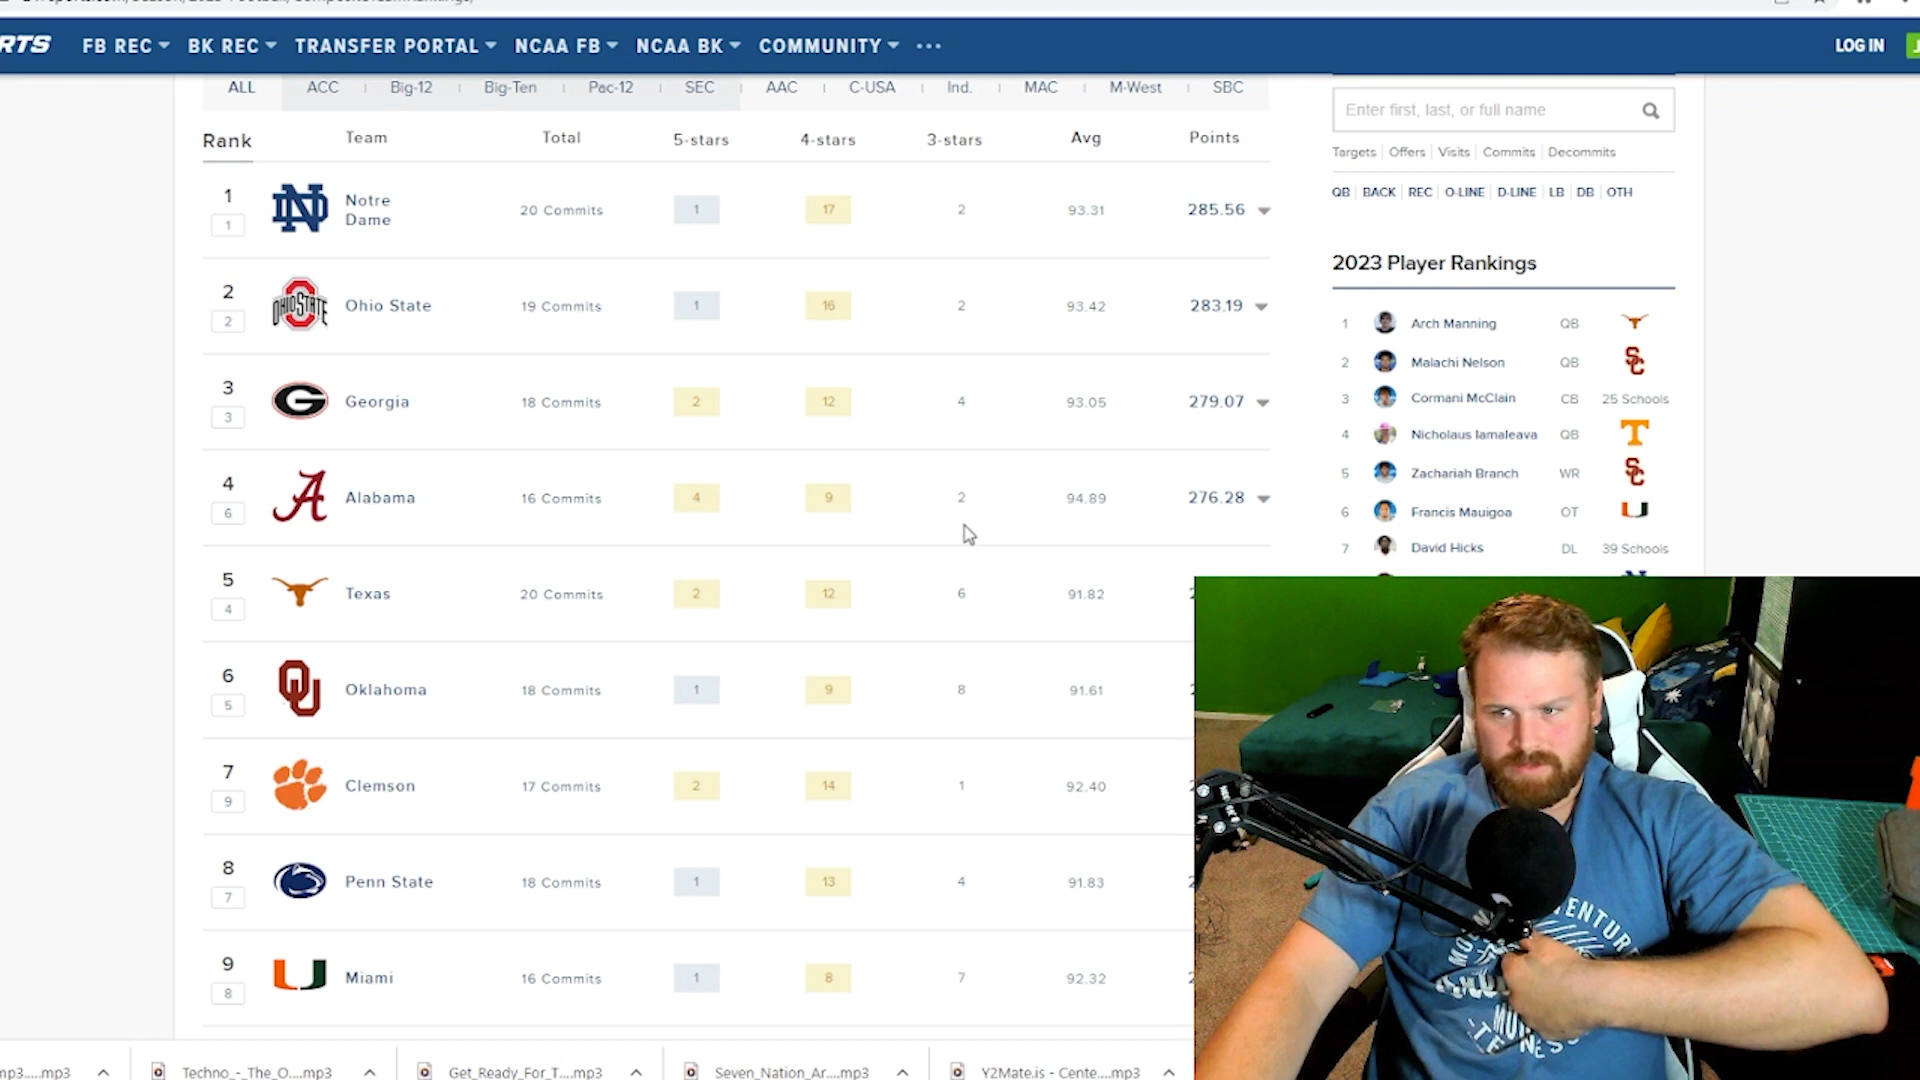 RTS FB REC BK REC TRANSFER PORTAL NCAA FB NCAA BK COMMUNITY ••• LOG IN
ALL ACC Big-12 Big-Ten Pac-12 SEC AAC C-USA Ind. MAC M-West SBC
Enter first, last, or full name
Rank Team Total 5-stars 4-stars 3-stars Avg Points
Targets Offers Visits Commits Decommits
QB BACK REC O-LINE D-LINE LB DB OTH
1 1 Notre Dame 20 Commits 1 17 2 93.31 285.56
2 2 OHIO STATE Ohio State 19 Commits 1 16 2 93.42 283.19
3 3 G Georgia 18 Commits 2 12 4 93.05 279.07
4 6 A Alabama 16 Commits 4 9 2 94.89 276.28
5 4 Texas 20 Commits 2 12 6 91.82
6 5 OU Oklahoma 18 Commits 1 9 8 91.61
7 9 Clemson 17 Commits 2 14 1 92.40
8 7 Penn State 18 Commits 1 13 4 91.83
9 8 Miami 16 Commits 1 8 7 92.32
2023 Player Rankings
1 Arch Manning QB
2 Malachi Nelson QB SC
3 Cormani McClain CB 25 Schools
4 Nicholaus Iamaleava QB T
5 Zachariah Branch WR SC
6 Francis Mauigoa OT U
7 David Hicks DL 39 Schools
mp3.....mp3 Techno_-_The_O....mp3 Get_Ready_For_T....mp3 Seven_Nation_Ar....mp3 Y2Mate.is - Cente....mp3